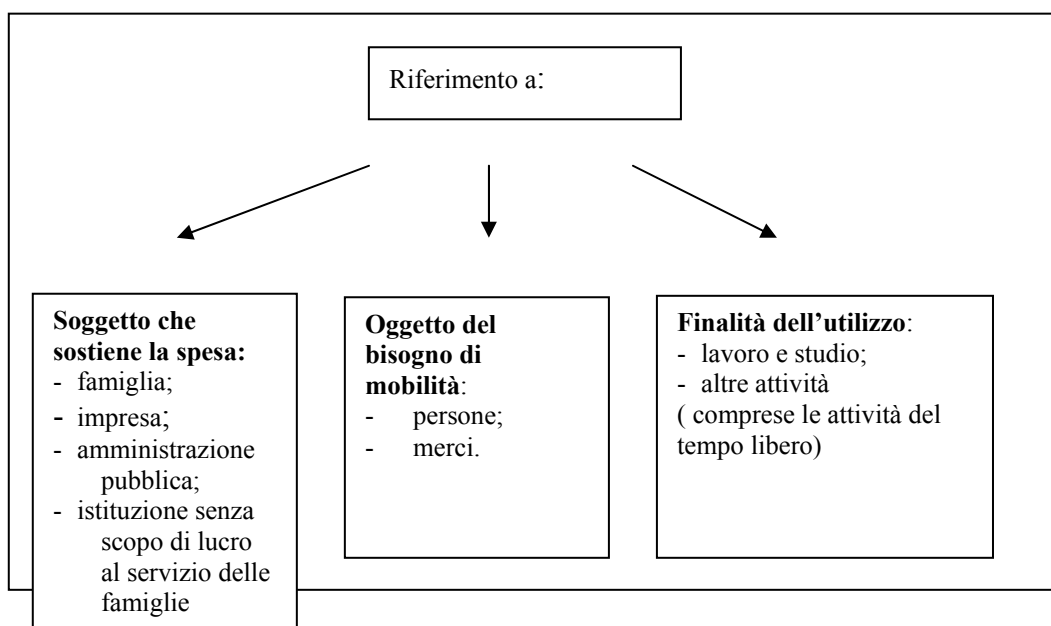 Riferimento a:
Soggetto che
sostiene la spesa:
- famiglia;
- impresa;
- amministrazione
pubblica;
- istituzione senza
scopo di lucro
al servizio delle
famiglie
Oggetto del
bisogno di
mobilità:
- persone;
- merci.
Finalità dell’utilizzo:
- lavoro e studio;
- altre attività
( comprese le attività del
tempo libero)